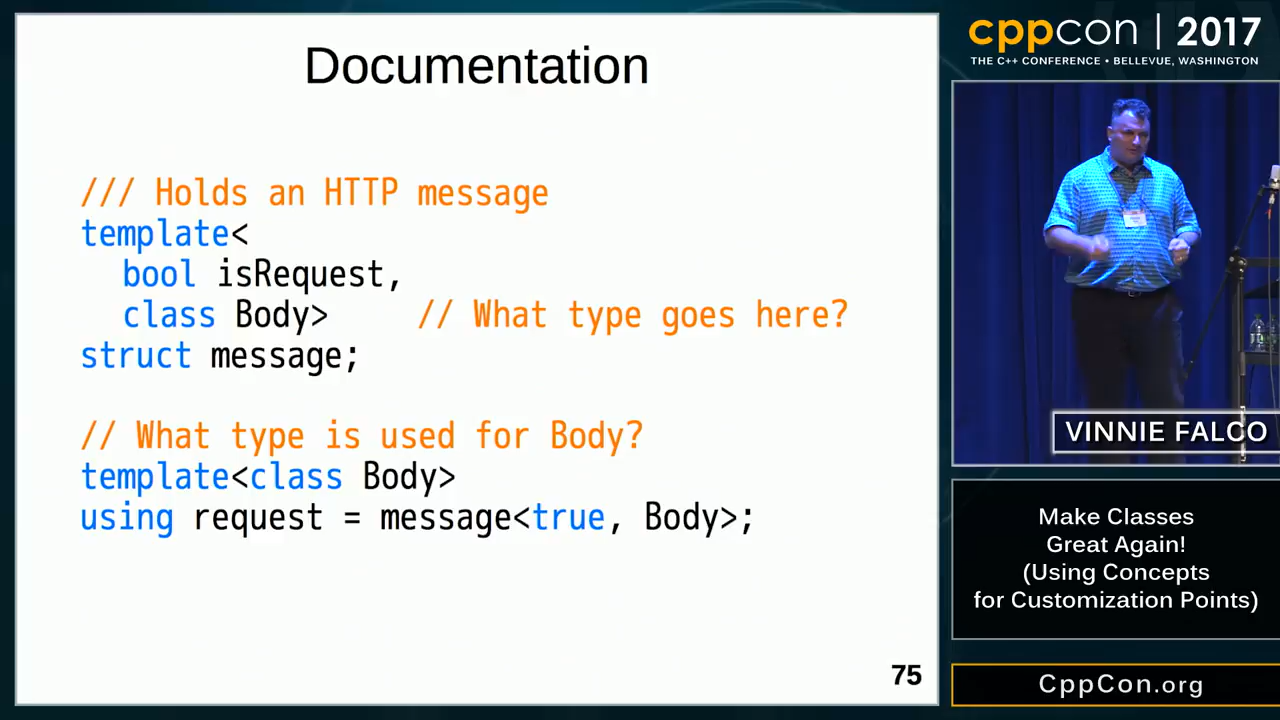 Documentation
/// Holds an HTTP message
template<
bool isRequest,
class Body> // What type goes here?
struct message;
// What type is used for Body?
template<class Body>
using request = message<true, Body>;
75
cppcon | 2017
THE C++ CONFERENCE • BELLEVUE, WASHINGTON
VINNIE FALCO
Make Classes
Great Again!
(Using Concepts
for Customization Points)
CppCon.org